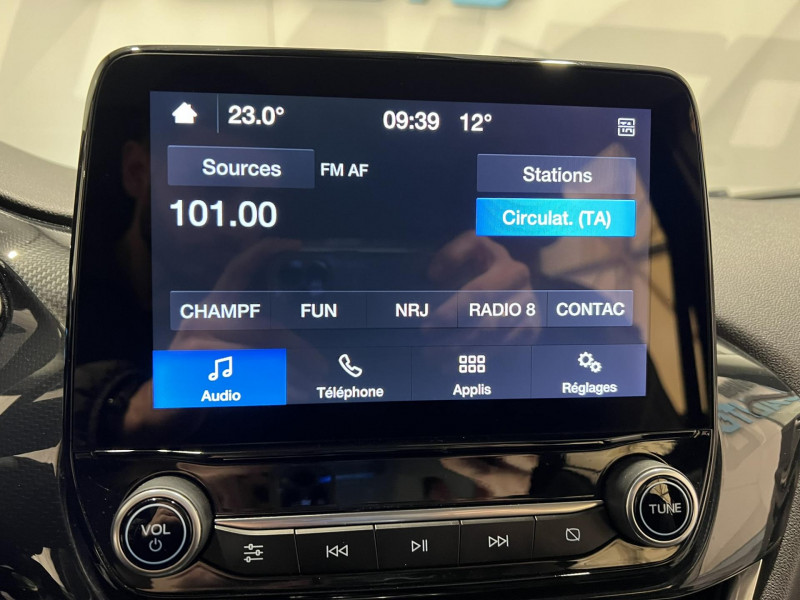 23.0° 09:39 12° TA
Sources FM AF Stations
101.00 Circulat. (TA)
CHAMPF FUN NRJ RADIO 8 CONTAC
Audio Téléphone Applis Réglages
VOL TUNE